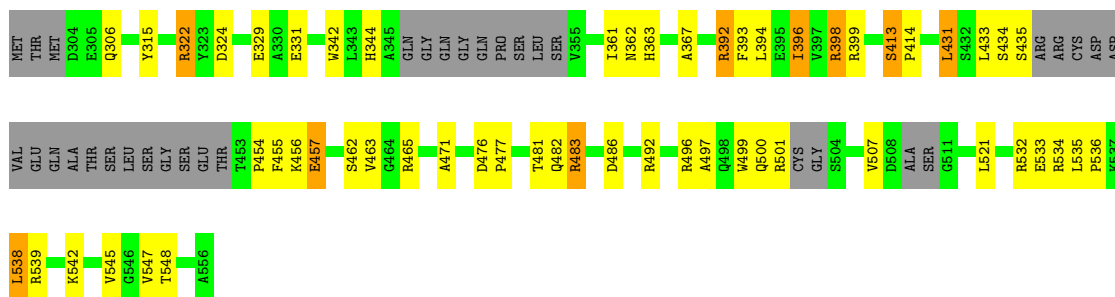 MET THR MET D304 E305 Q306 Y315 R322 Y323 D324 E329 A330 E331 W342 L343 H344 A345 GLN GLY GLN GLY GLN PRO SER LEU SER V355 I361 N362 H363 A367 R392 F393 L394 E395 I396 V397 R398 R399 S413 P414 L431 S432 L433 S434 S435 ARG ARG CYS ASP ASP
VAL GLU GLN ALA THR SER LEU SER GLY SER GLU THR T453 P454 F455 K456 E457 S462 V463 G464 R465 A471 D476 P477 T481 Q482 R483 D486 R492 R496 A497 Q498 W499 Q500 R501 CYS GLY S504 V507 D508 ALA SER G511 L521 R532 E533 R534 L535 P536 K537
L538 R539 K542 V545 G546 V547 T548 A556